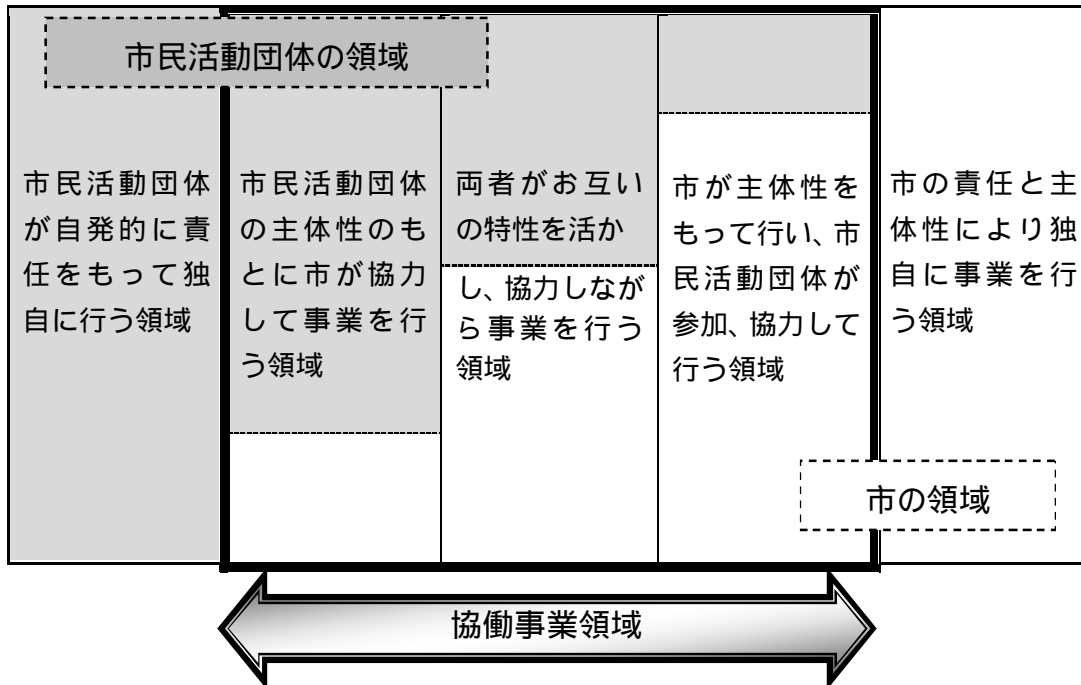 市民活動団体の領域
市民活動団体
が自発的に責
任をもって独
自に行う領域
市民活動団体
の主体性のも
とに市が協力
して事業を行
う領域
両者がお互い
の特性を活か
し、協力しなが
ら事業を行う
領域
市が主体性を
もって行い、市
民活動団体が
参加、協力して
行う領域
市の責任と主
体性により独
自に事業を行
う領域
市の領域
協働事業領域